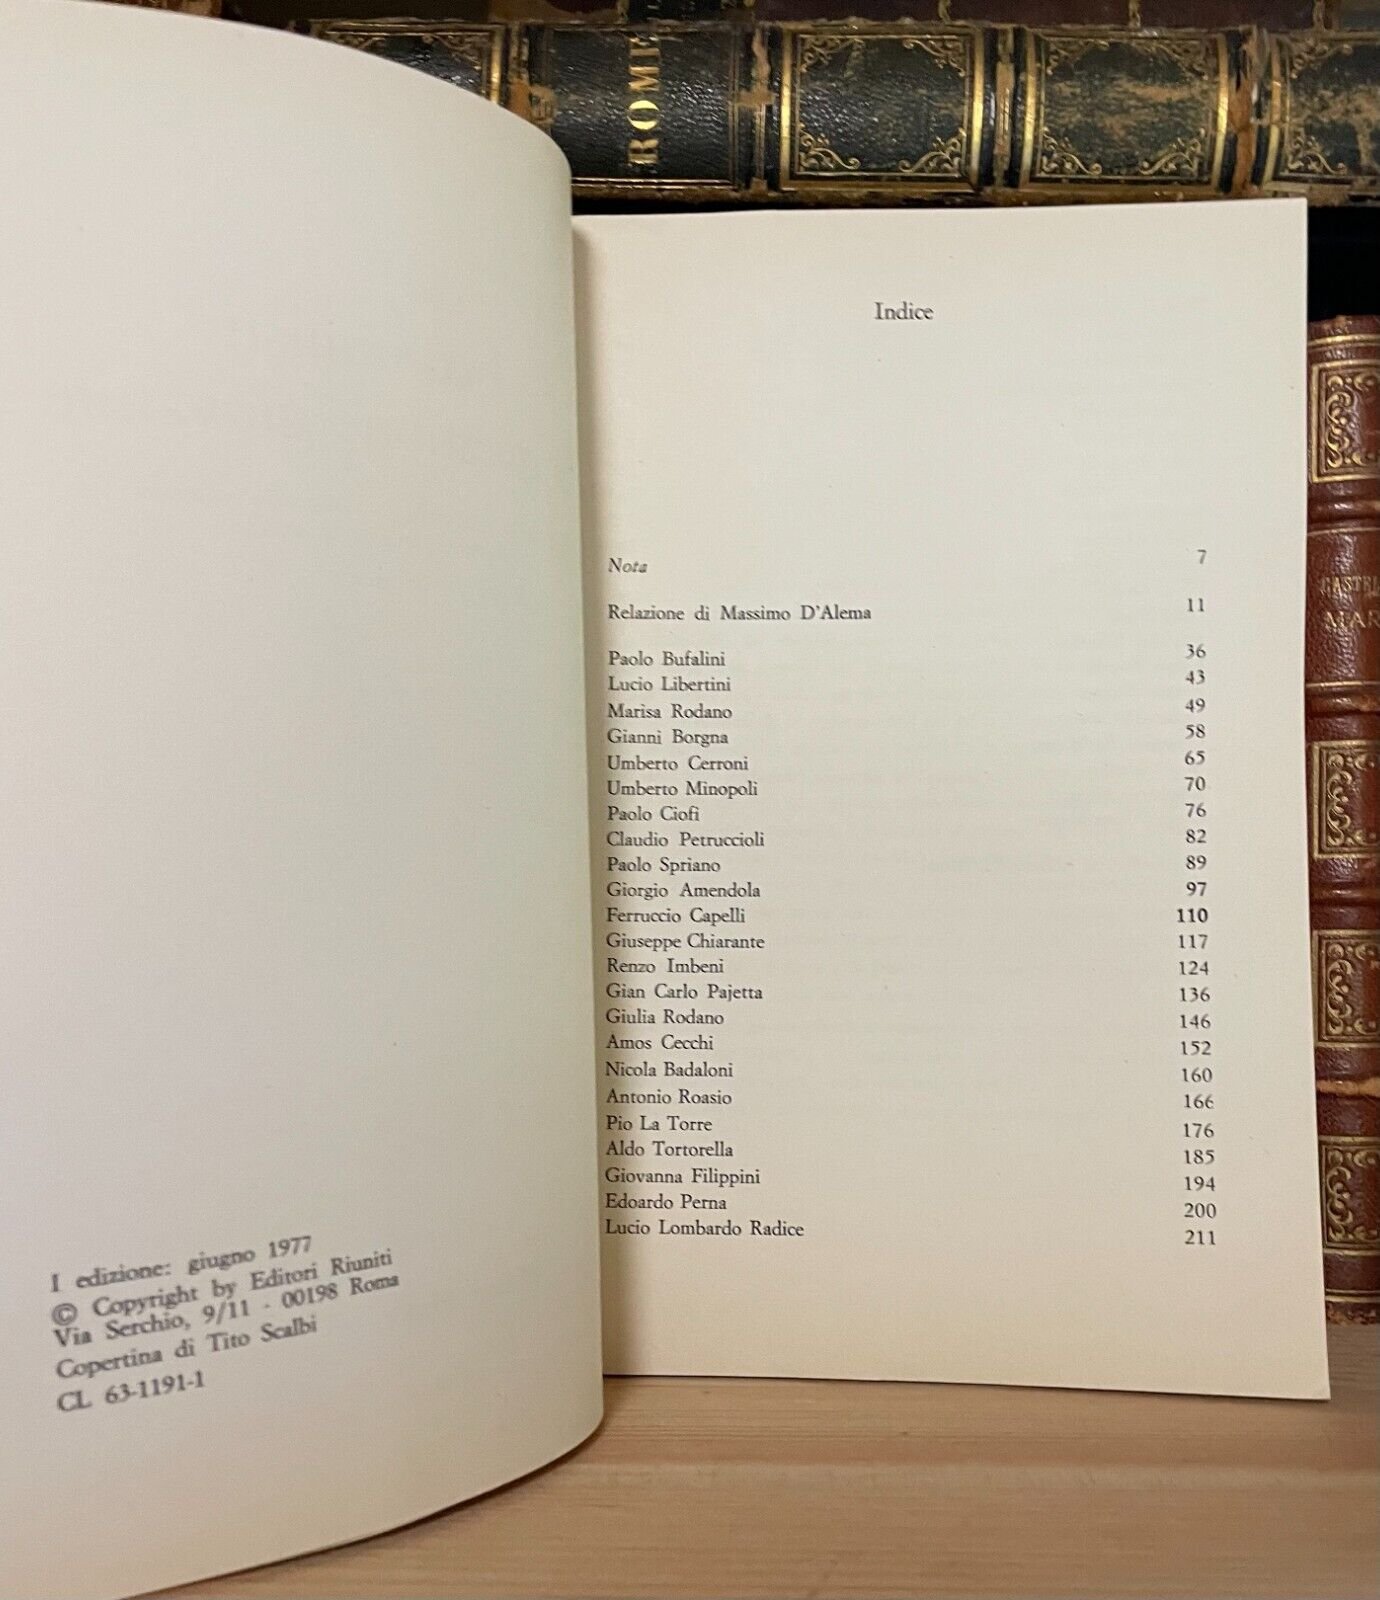 ROME
CASTEL
MAR
I edizione: giugno 1977
© Copyright by Editori Riuniti
Via Serchio, 9/11 - 00198 Roma
Copertina di Tito Scalbi
CL 63-1191-1
Indice
Nota 7
Relazione di Massimo D'Alema 11
Paolo Bufalini 36
Lucio Libertini 43
Marisa Rodano 49
Gianni Borgna 58
Umberto Cerroni 65
Umberto Minopoli 70
Paolo Ciofi 76
Claudio Petruccioli 82
Paolo Spriano 89
Giorgio Amendola 97
Ferruccio Capelli 110
Giuseppe Chiarante 117
Renzo Imbeni 124
Gian Carlo Pajetta 136
Giulia Rodano 146
Amos Cecchi 152
Nicola Badaloni 160
Antonio Roasio 166
Pio La Torre 176
Aldo Tortorella 185
Giovanna Filippini 194
Edoardo Perna 200
Lucio Lombardo Radice 211